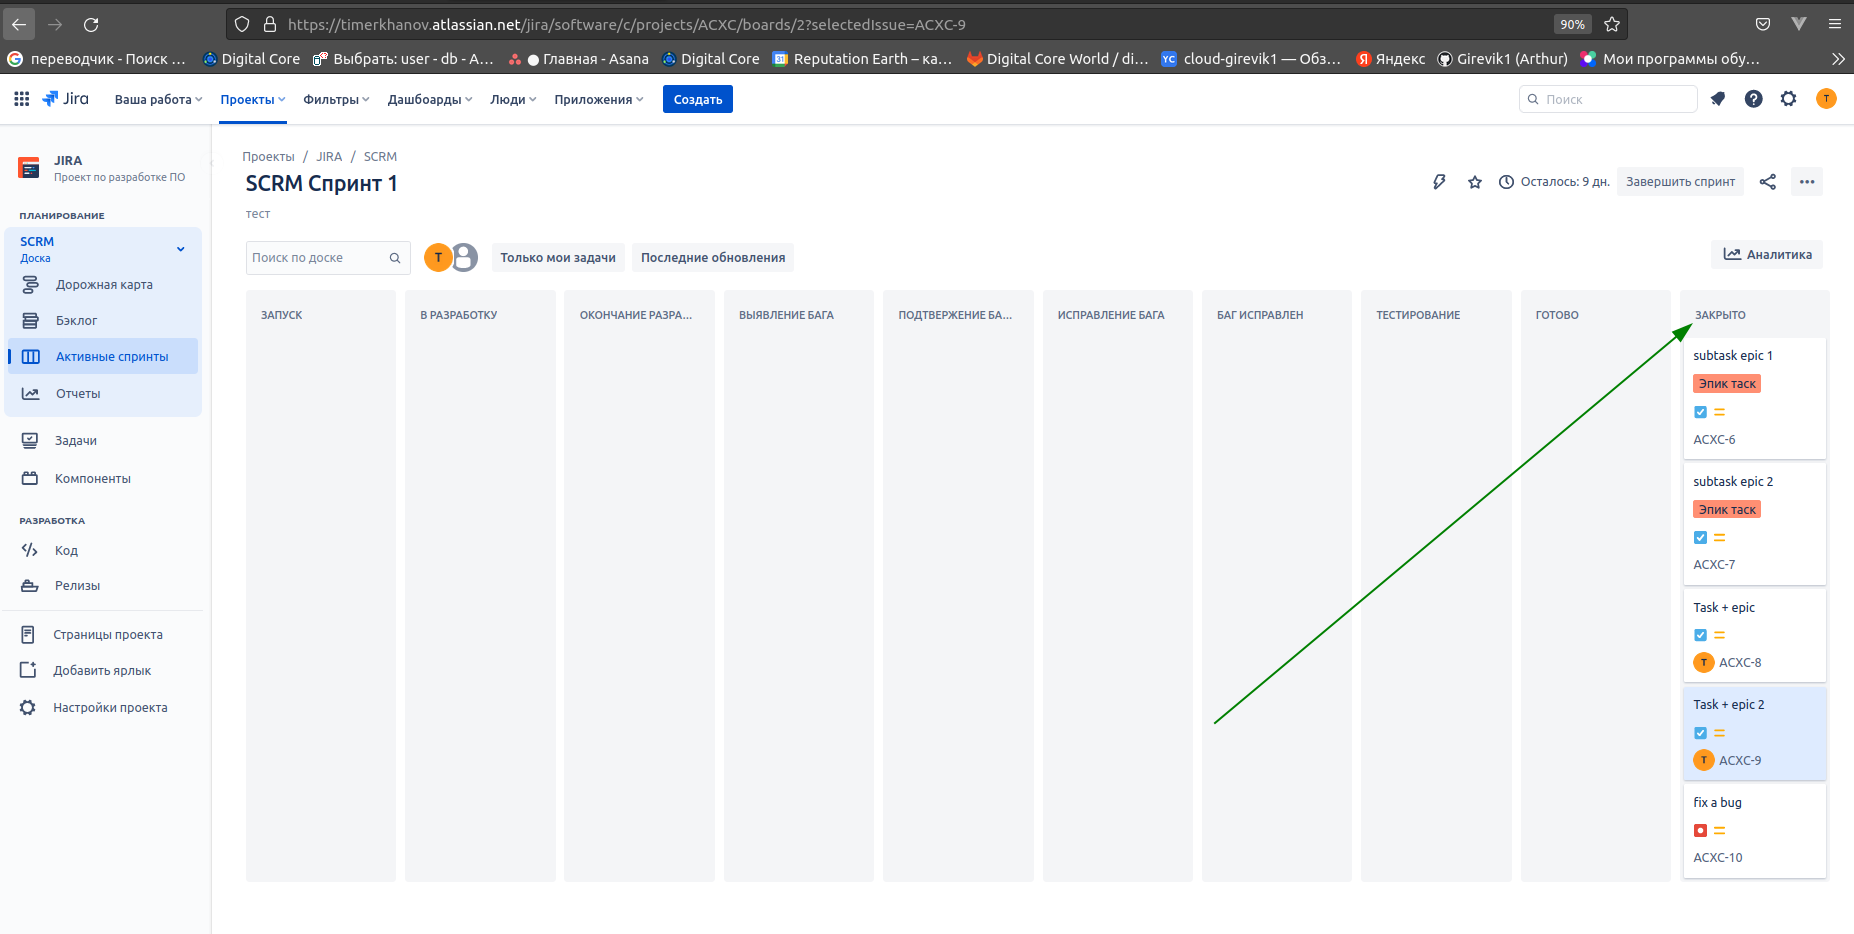 https://timerkhanov.atlassian.net/jira/software/c/projects/ACXC/boards/2?selectedIssue=ACXC-9
90%
переводчик - Поиск …
Digital Core
Выбрать: user - db - A…
Главная - Asana
Digital Core
Reputation Earth – ка…
Digital Core World / di…
cloud-girevik1 — Обз…
Яндекс
Girevik1 (Arthur)
Мои программы обу…
Jira
Ваша работа
Проекты
Фильтры
Дашбоарды
Люди
Приложения
Создать
Поиск
T
JIRA
Проект по разработке ПО
ПЛАНИРОВАНИЕ
SCRM
Доска
Дорожная карта
Бэклог
Активные спринты
Отчеты
Задачи
Компоненты
РАЗРАБОТКА
Код
Релизы
Страницы проекта
Добавить ярлык
Настройки проекта
Проекты / JIRA / SCRM
SCRM Спринт 1
тест
Осталось: 9 дн.
Завершить спринт
Поиск по доске
T
Только мои задачи
Последние обновления
Аналитика
ЗАПУСК
В РАЗРАБОТКУ
ОКОНЧАНИЕ РАЗРА…
ВЫЯВЛЕНИЕ БАГА
ПОДТВЕРЖЕНИЕ БА…
ИСПРАВЛЕНИЕ БАГА
БАГ ИСПРАВЛЕН
ТЕСТИРОВАНИЕ
ГОТОВО
ЗАКРЫТО
subtask epic 1
Эпик таск
ACXC-6
subtask epic 2
Эпик таск
ACXC-7
Task + epic
T ACXC-8
Task + epic 2
T ACXC-9
fix a bug
ACXC-10